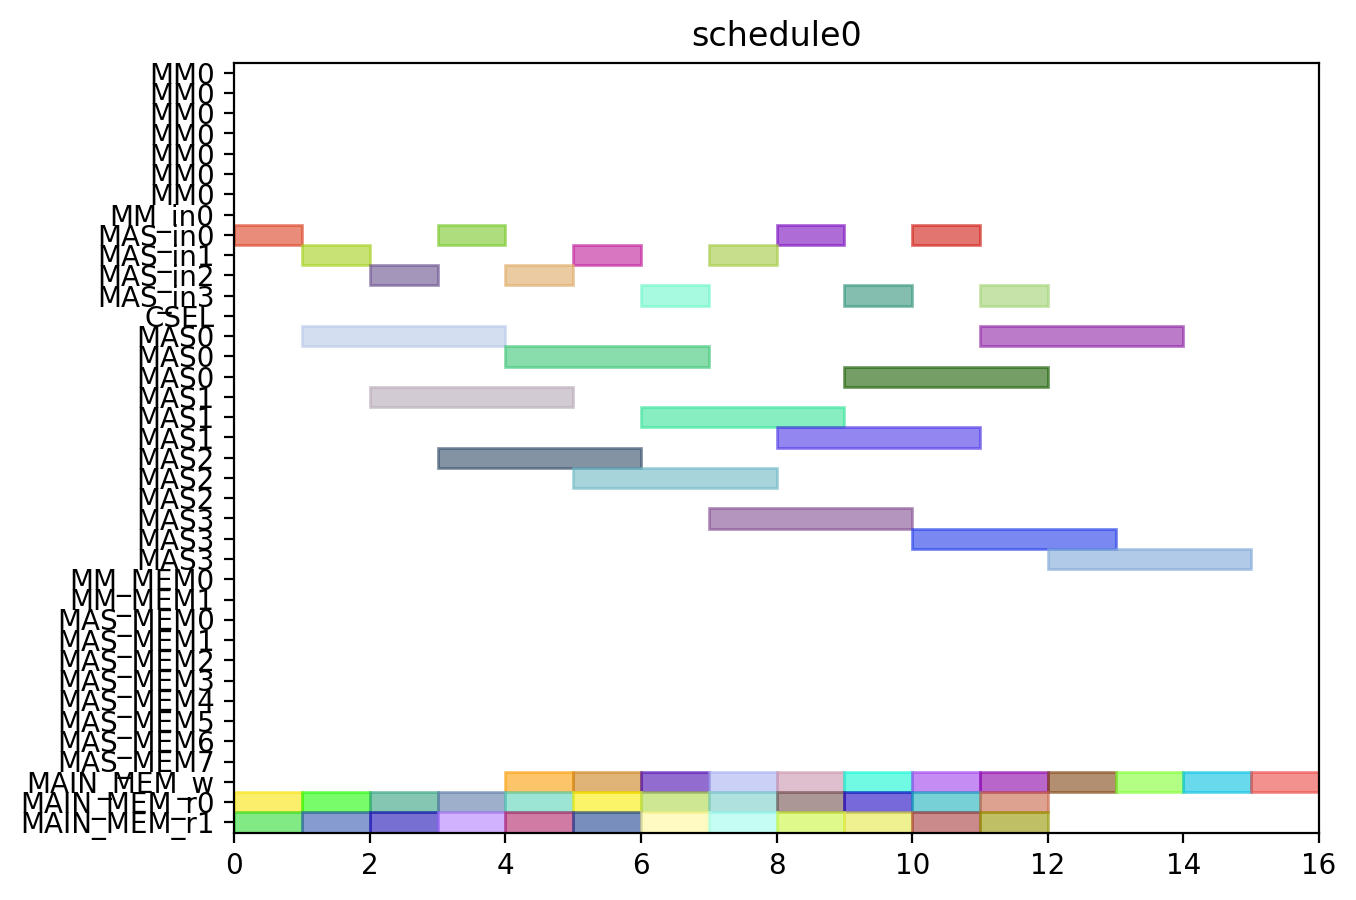 schedule0
MM0
MM0
MM0
MM0
MM0
MM0
MM0
MM_in0
MAS_in0
MAS_in1
MAS_in2
MAS_in3
CSEL
MAS0
MAS0
MAS0
MAS1
MAS1
MAS1
MAS2
MAS2
MAS2
MAS3
MAS3
MAS3
MM_MEM0
MM_MEM1
MAS_MEM0
MAS_MEM1
MAS_MEM2
MAS_MEM3
MAS_MEM4
MAS_MEM5
MAS_MEM6
MAS_MEM7
MAIN_MEM_w
MAIN_MEM_r0
MAIN_MEM_r1
0 2 4 6 8 10 12 14 16